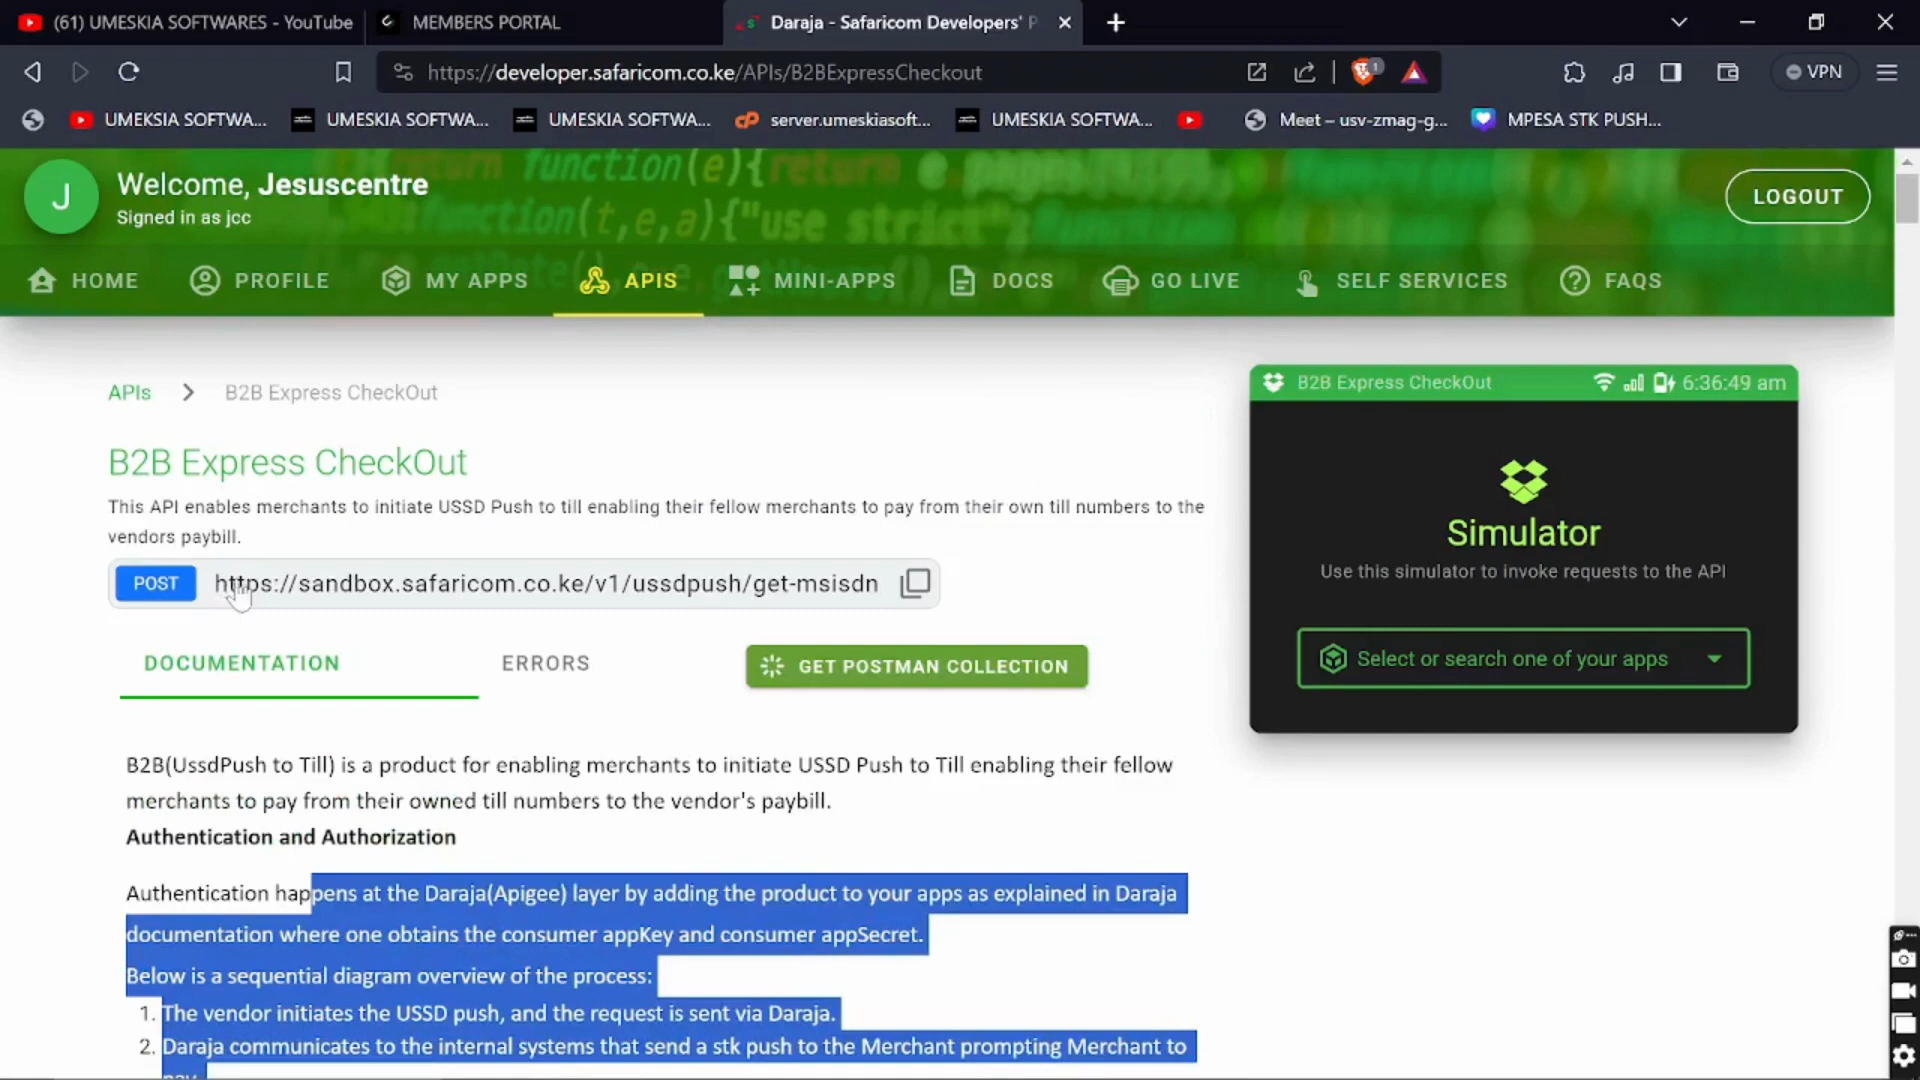 (61) UMESKIA SOFTWARES - YouTube
MEMBERS PORTAL
Daraja - Safaricom Developers' P
https://developer.safaricom.co.ke/APIs/B2BExpressCheckout
1
VPN
UMEKSIA SOFTWA...
UMESKIA SOFTWA...
UMESKIA SOFTWA...
server.umeskiasoft...
UMESKIA SOFTWA...
Meet – usv-zmag-g...
MPESA STK PUSH...
return function(e){return e
function(t,e,a){"use strict";
J
Welcome, Jesuscentre
Signed in as jcc
LOGOUT
HOME
PROFILE
MY APPS
APIS
MINI-APPS
DOCS
GO LIVE
SELF SERVICES
FAQS
APIs
B2B Express CheckOut
B2B Express CheckOut
This API enables merchants to initiate USSD Push to till enabling their fellow merchants to pay from their own till numbers to the
vendors paybill.
POST https://sandbox.safaricom.co.ke/v1/ussdpush/get-msisdn
DOCUMENTATION
ERRORS
GET POSTMAN COLLECTION
B2B Express CheckOut
6:36:49 am
Simulator
Use this simulator to invoke requests to the API
Select or search one of your apps
B2B(UssdPush to Till) is a product for enabling merchants to initiate USSD Push to Till enabling their fellow
merchants to pay from their owned till numbers to the vendor's paybill.
Authentication and Authorization
Authentication happens at the Daraja(Apigee) layer by adding the product to your apps as explained in Daraja
documentation where one obtains the consumer appKey and consumer appSecret.
Below is a sequential diagram overview of the process:
1. The vendor initiates the USSD push, and the request is sent via Daraja.
2. Daraja communicates to the internal systems that send a stk push to the Merchant prompting Merchant to
pay.